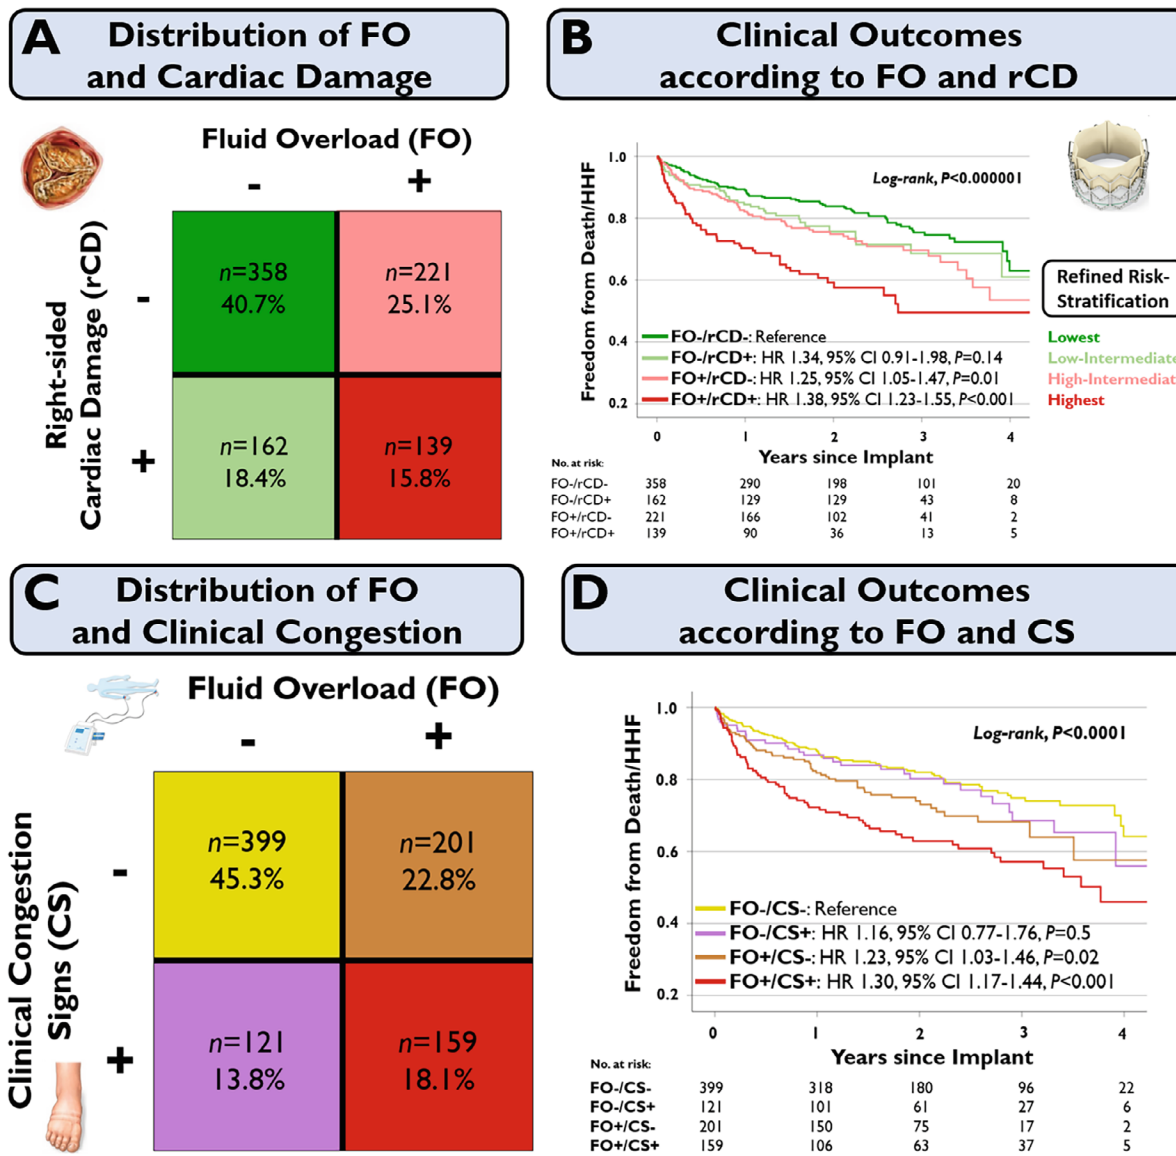 A
Distribution of FO
and Cardiac Damage
Fluid Overload (FO)
- +
Right-sided
Cardiac Damage (rCD)
-
n=358
40.7%
n=221
25.1%
+
n=162
18.4%
n=139
15.8%
B
Clinical Outcomes
according to FO and rCD
Freedom from Death/HHF
1.0
0.8
0.6
0.4
0.2
Log-rank, P<0.000001
FO-/rCD-: Reference
FO-/rCD+: HR 1.34, 95% CI 0.91-1.98, P=0.14
FO+/rCD-: HR 1.25, 95% CI 1.05-1.47, P=0.01
FO+/rCD+: HR 1.38, 95% CI 1.23-1.55, P<0.001
0 1 2 3 4
Years since Implant
No. at risk:
FO-/rCD- 358 290 198 101 20
FO-/rCD+ 162 129 129 43 8
FO+/rCD- 221 166 102 41 2
FO+/rCD+ 139 90 36 13 5
Refined Risk-
Stratification
Lowest
Low-Intermediate
High-Intermediat
Highest
C
Distribution of FO
and Clinical Congestion
Fluid Overload (FO)
- +
Clinical Congestion
Signs (CS)
-
n=399
45.3%
n=201
22.8%
+
n=121
13.8%
n=159
18.1%
D
Clinical Outcomes
according to FO and CS
Freedom from Death/HHF
1.0
0.8
0.6
0.4
0.2
Log-rank, P<0.0001
FO-/CS-: Reference
FO-/CS+: HR 1.16, 95% CI 0.77-1.76, P=0.5
FO+/CS-: HR 1.23, 95% CI 1.03-1.46, P=0.02
FO+/CS+: HR 1.30, 95% CI 1.17-1.44, P<0.001
0 1 2 3 4
Years since Implant
No. at risk:
FO-/CS- 399 318 180 96 22
FO-/CS+ 121 101 61 27 6
FO+/CS- 201 150 75 17 2
FO+/CS+ 159 106 63 37 5